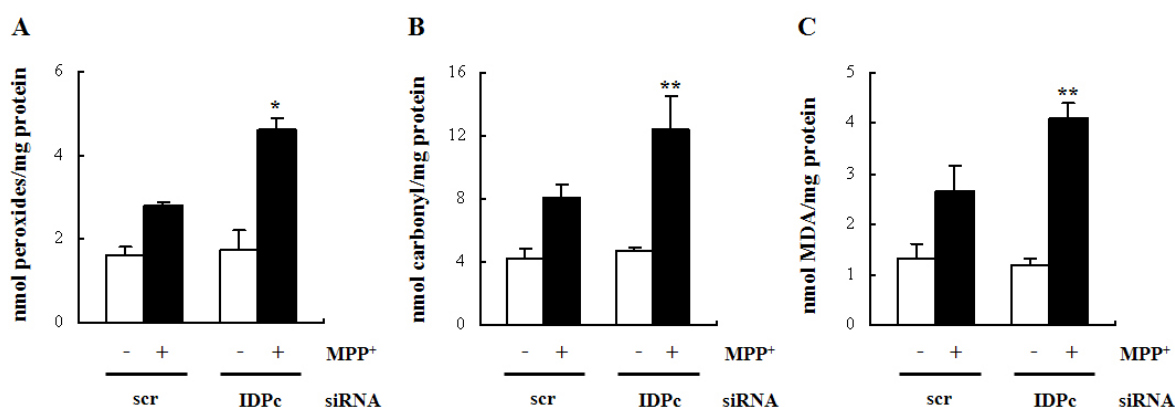 A
nmol peroxides/mg protein
6
4
2
0
*
- + - + MPP⁺
scr IDPc siRNA
B
nmol carbonyl/mg protein
16
12
8
4
0
**
- + - + MPP⁺
scr IDPc siRNA
C
nmol MDA/mg protein
5
4
3
2
1
0
**
- + - + MPP⁺
scr IDPc siRNA